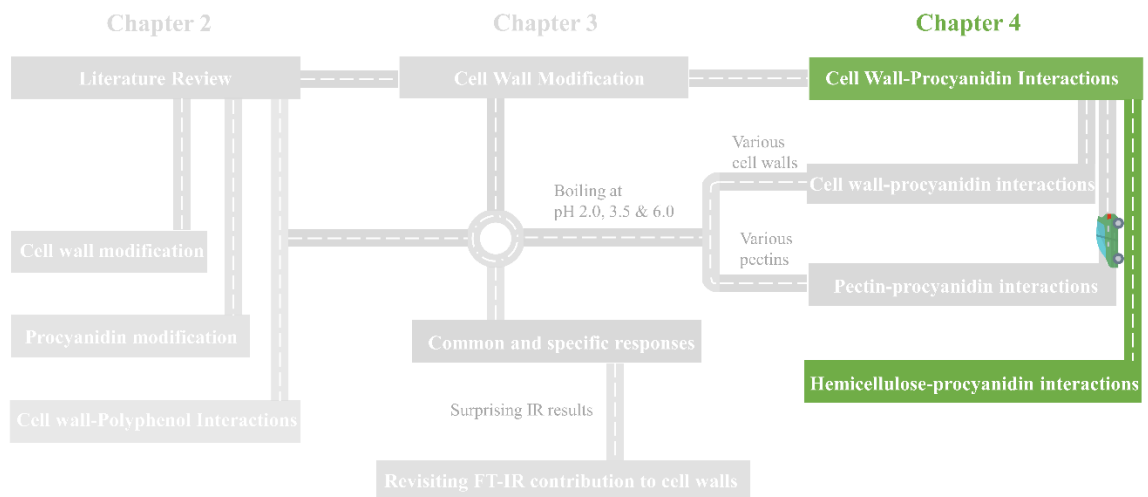 Chapter 2
Chapter 3
Chapter 4
Literature Review
Cell Wall Modification
Cell Wall-Procyanidin Interactions
Various
cell walls
Cell wall-procyanidin interactions
Boiling at
pH 2.0, 3.5 & 6.0
Cell wall modification
Various
pectins
Pectin-procyanidin interactions
Procyanidin modification
Common and specific responses
Hemicellulose-procyanidin interactions
Cell wall-Polyphenol Interactions
Surprising IR results
Revisiting FT-IR contribution to cell walls